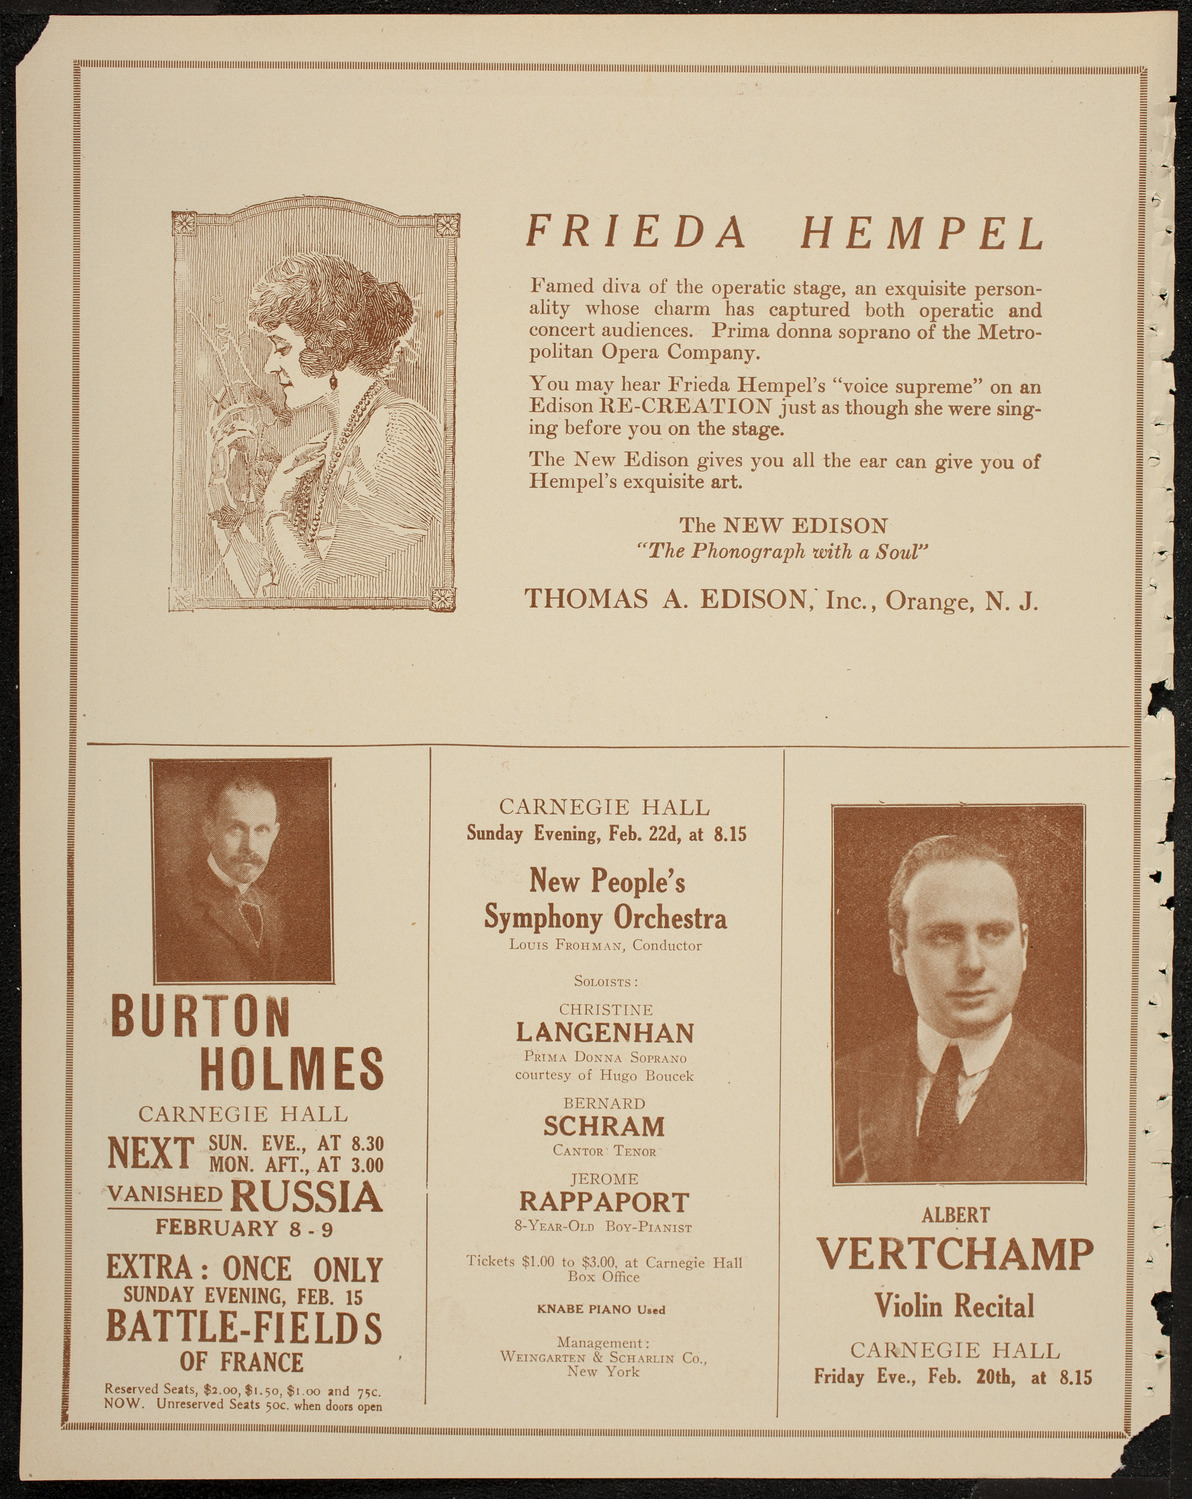 FRIEDA HEMPEL
Famed diva of the operatic stage, an exquisite person-
ality whose charm has captured both operatic and
concert audiences. Prima donna soprano of the Metro-
politan Opera Company.
You may hear Frieda Hempel's "voice supreme" on an
Edison RE-CREATION just as though she were sing-
ing before you on the stage.
The New Edison gives you all the ear can give you of
Hempel's exquisite art.
The NEW EDISON
"The Phonograph with a Soul"
THOMAS A. EDISON, Inc., Orange, N. J.
BURTON
HOLMES
CARNEGIE HALL
NEXT SUN. EVE., AT 8.30
MON. AFT., AT 3.00
VANISHED RUSSIA
FEBRUARY 8 - 9
EXTRA: ONCE ONLY
SUNDAY EVENING, FEB. 15
BATTLE-FIELDS
OF FRANCE
Reserved Seats, $2.00, $1.50, $1.00 and 75c.
NOW. Unreserved Seats 50c. when doors open
CARNEGIE HALL
Sunday Evening, Feb. 22d, at 8.15
New People's
Symphony Orchestra
Louis Frohman, Conductor
Soloists:
CHRISTINE
LANGENHAN
Prima Donna Soprano
courtesy of Hugo Boucek
BERNARD
SCHRAM
Cantor Tenor
JEROME
RAPPAPORT
8-Year-Old Boy-Pianist
Tickets $1.00 to $3.00, at Carnegie Hall
Box Office
KNABE PIANO Used
Management:
Weingarten & Scharlin Co.,
New York
ALBERT
VERTCHAMP
Violin Recital
CARNEGIE HALL
Friday Eve., Feb. 20th, at 8.15